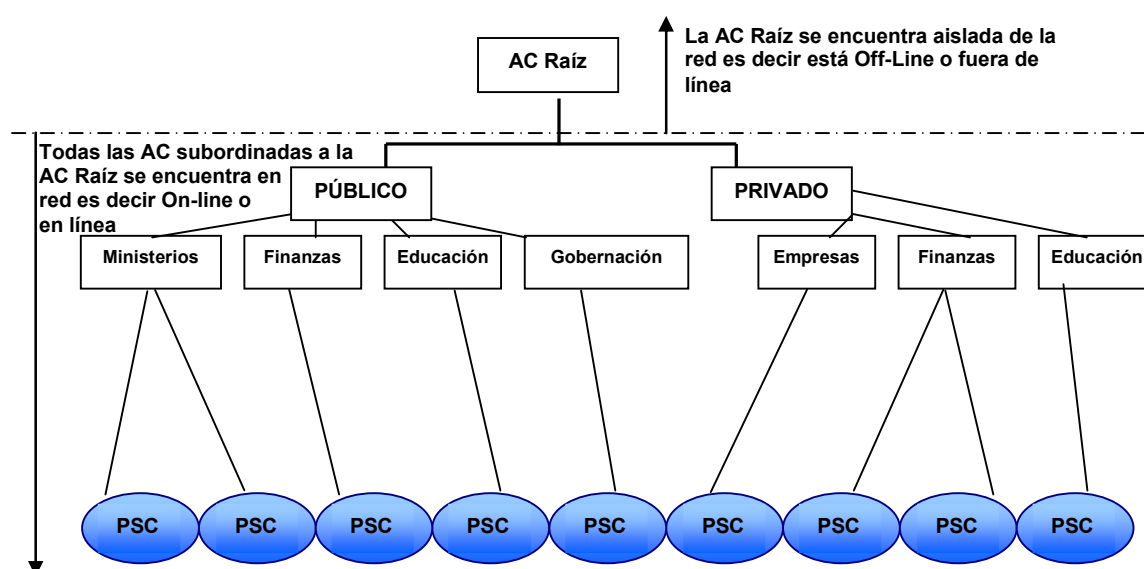 AC Raíz
La AC Raíz se encuentra aislada de la
red es decir está Off-Line o fuera de
línea
Todas las AC subordinadas a la
AC Raíz se encuentra en
red es decir On-line o
en línea
PÚBLICO
PRIVADO
Ministerios
Finanzas
Educación
Gobernación
Empresas
Finanzas
Educación
PSC
PSC
PSC
PSC
PSC
PSC
PSC
PSC
PSC